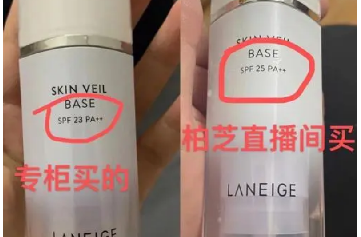 SKIN VEIL
BASE
SPF 23 PA++
专柜买的
SKIN VEIL
BASE
SPF 25 PA++
柏芝直播间买
LANEIGE